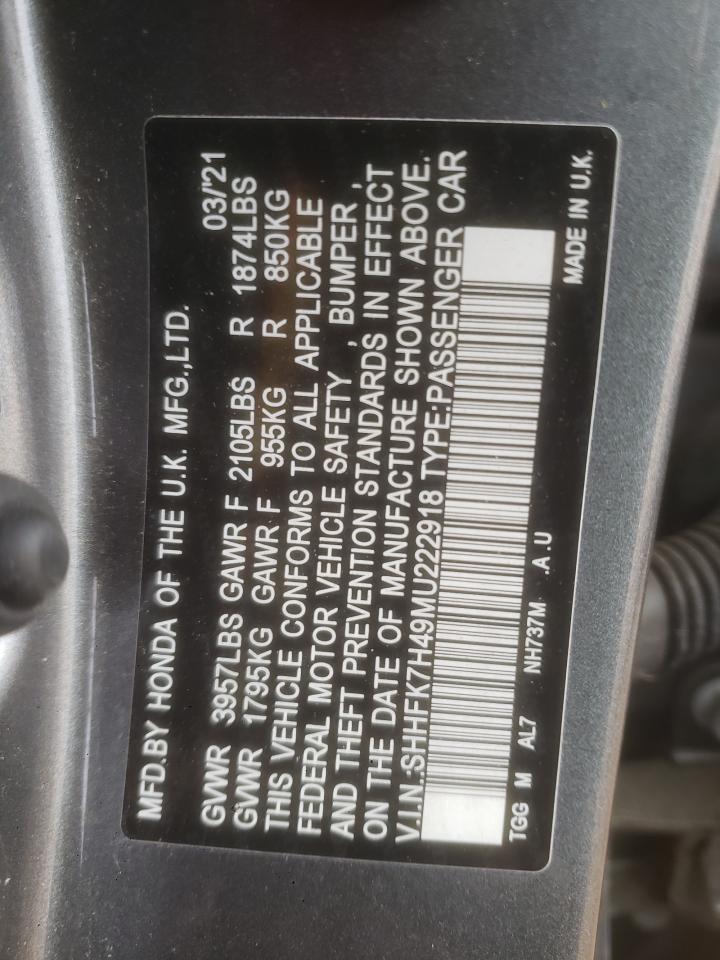 MFD.BY HONDA OF THE U.K. MFG.,LTD.
03/'21
GVWR 3957LBS GAWR F 2105LBS R 1874LBS
GVWR 1795KG GAWR F 955KG R 850KG
THIS VEHICLE CONFORMS TO ALL APPLICABLE
FEDERAL MOTOR VEHICLE SAFETY , BUMPER ,
AND THEFT PREVENTION STANDARDS IN EFFECT
ON THE DATE OF MANUFACTURE SHOWN ABOVE.
V.I.N.:SHHFK7H49MU222918 TYPE:PASSENGER CAR
TGG M AL7 NH737M .A .U MADE IN U.K.